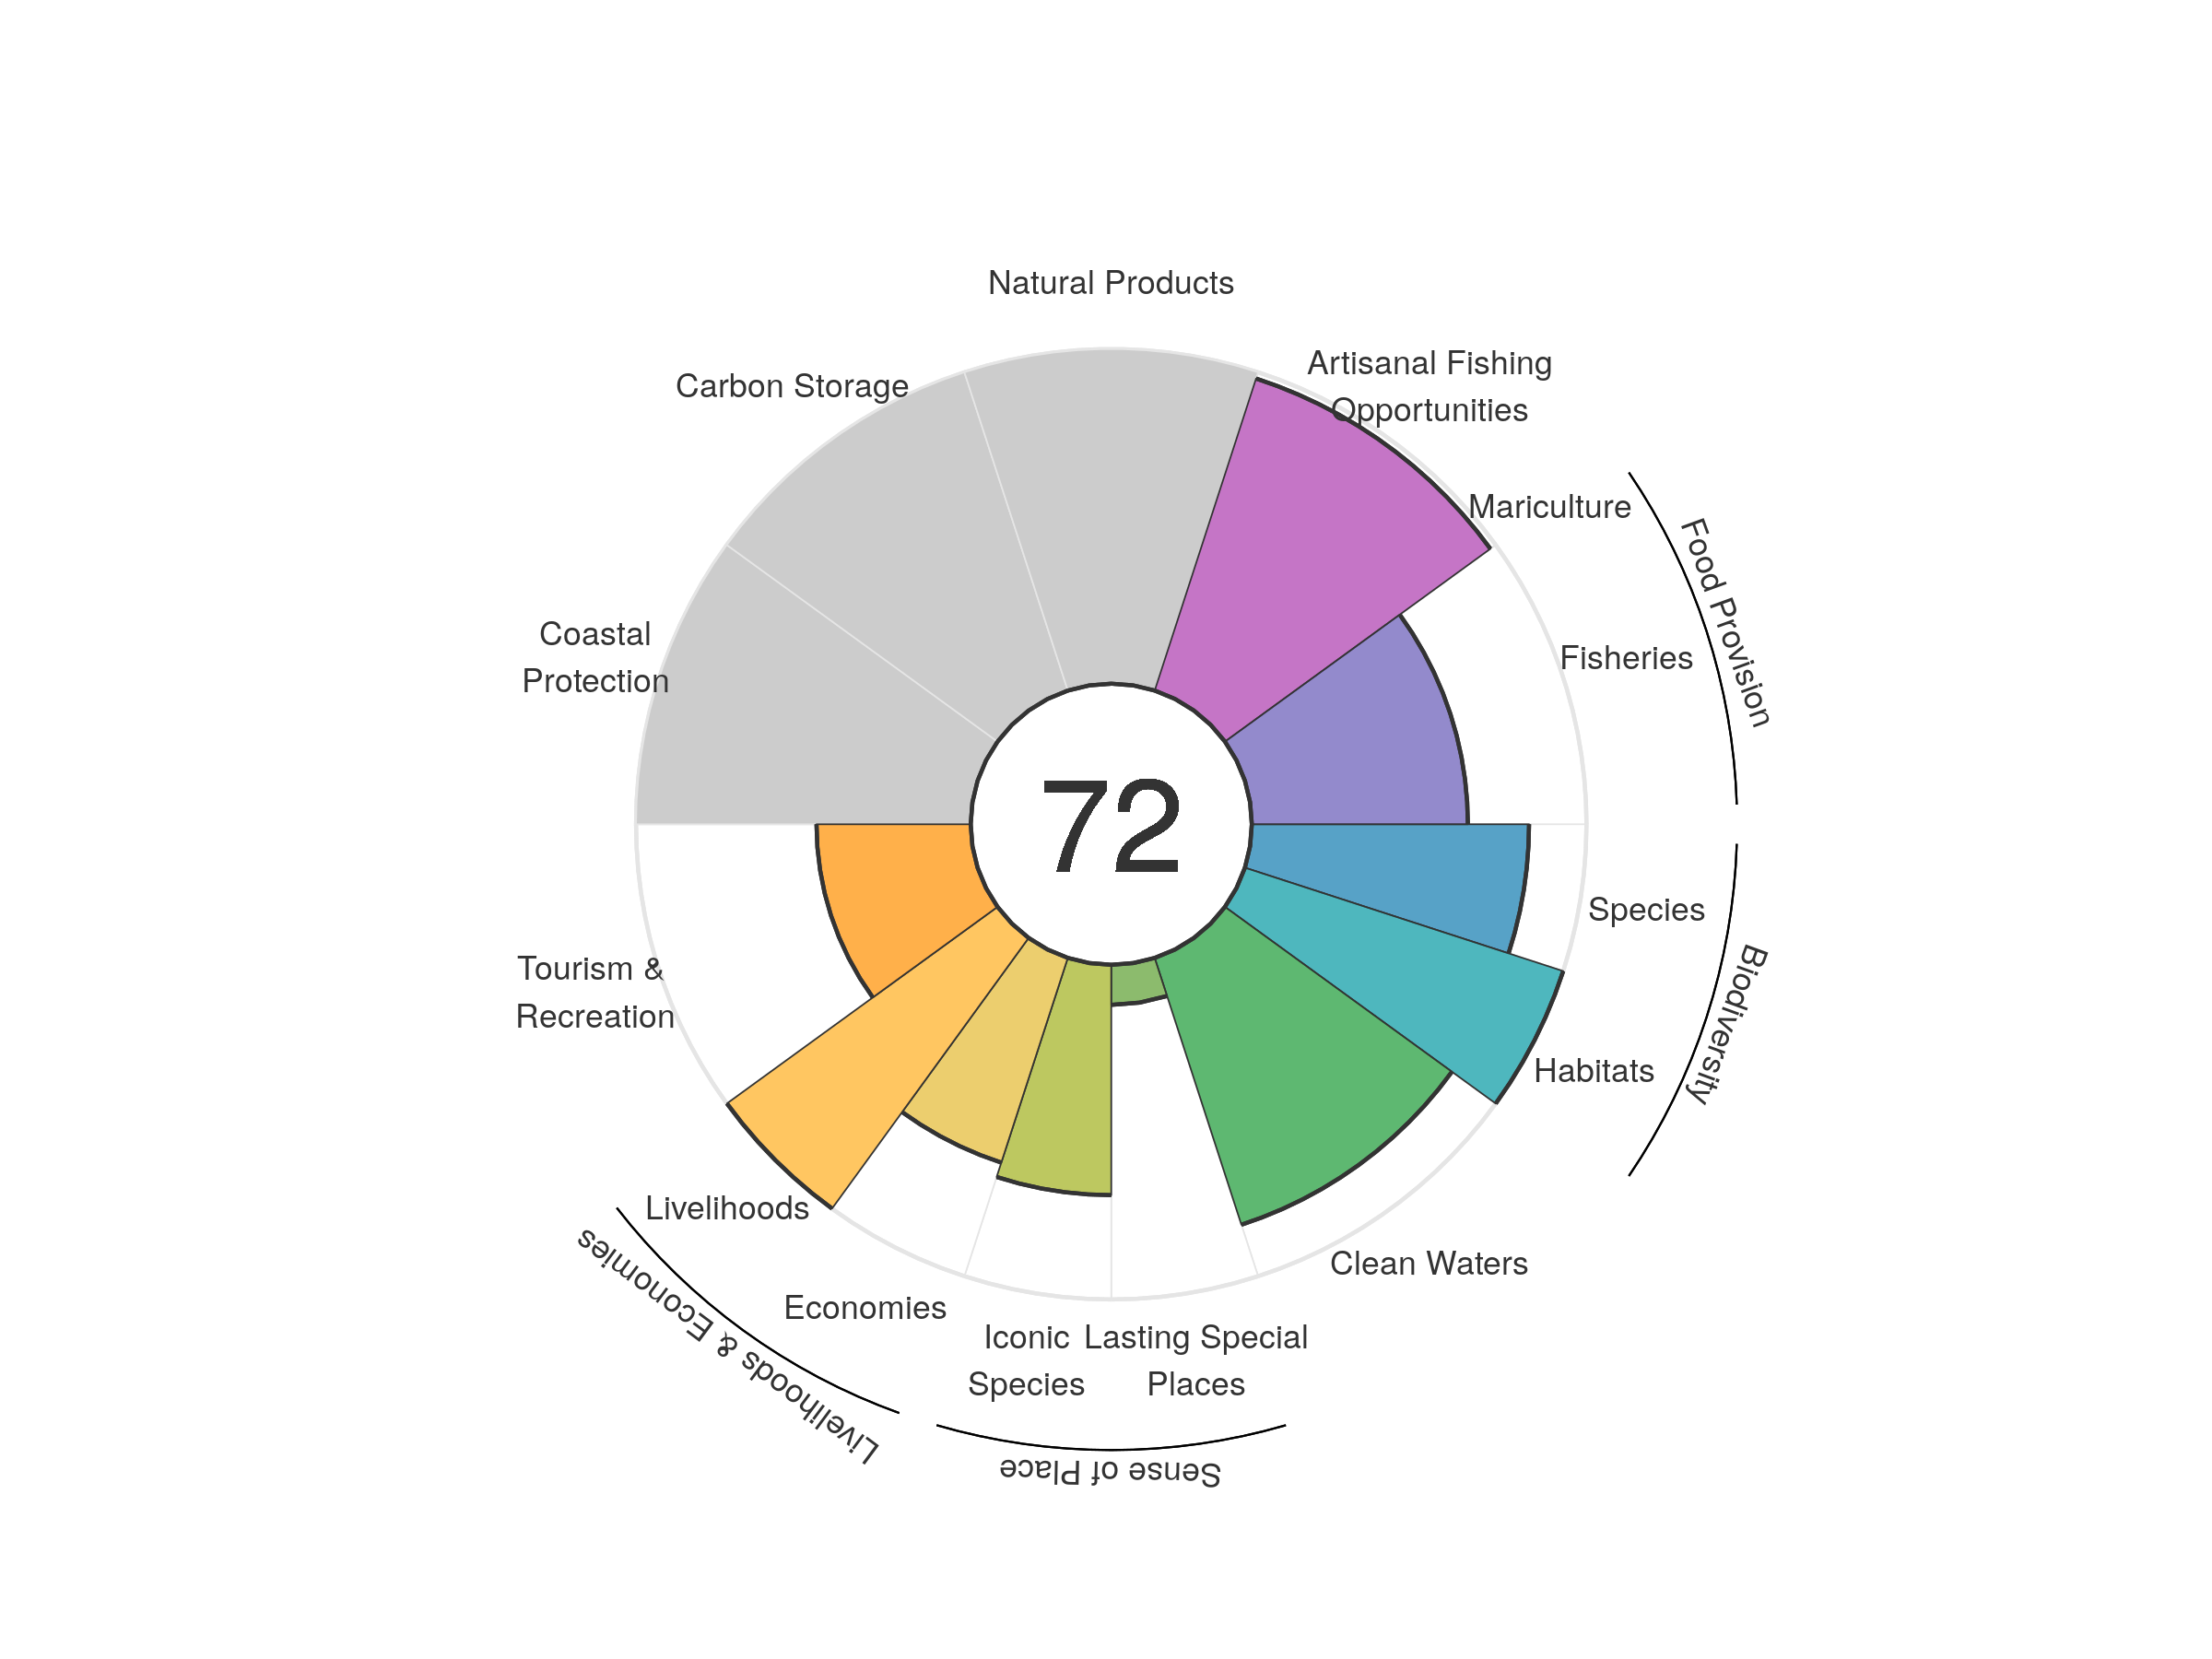 Natural Products
Artisanal Fishing
Opportunities
Carbon Storage
Mariculture
Food Provision
Coastal
Protection
Fisheries
72
Species
Biodiversity
Tourism &
Recreation
Habitats
Livelihoods
Clean Waters
Livelihoods & Economies
Economies
Iconic
Species
Lasting Special
Places
Sense of Place